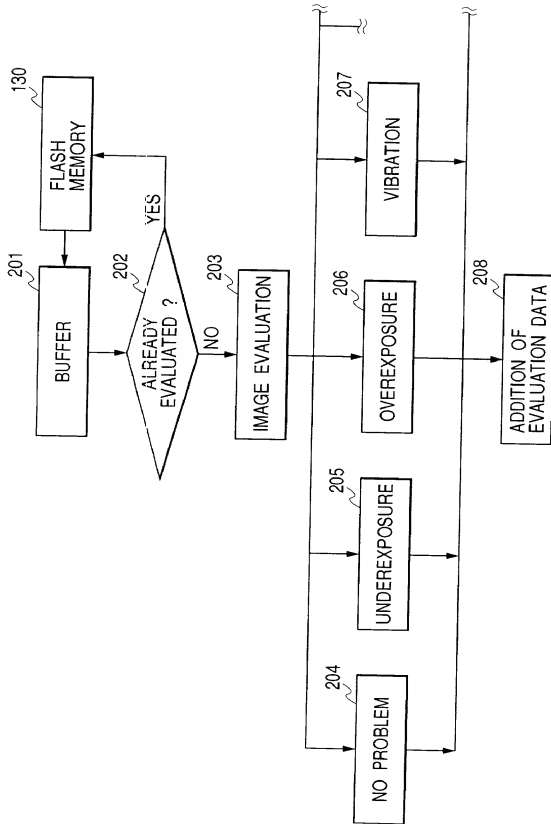 130
FLASH
MEMORY
201
BUFFER
202
ALREADY
EVALUATED ?
YES
NO
203
IMAGE EVALUATION
204
NO PROBLEM
205
UNDEREXPOSURE
206
OVEREXPOSURE
207
VIBRATION
208
ADDITION OF
EVALUATION DATA